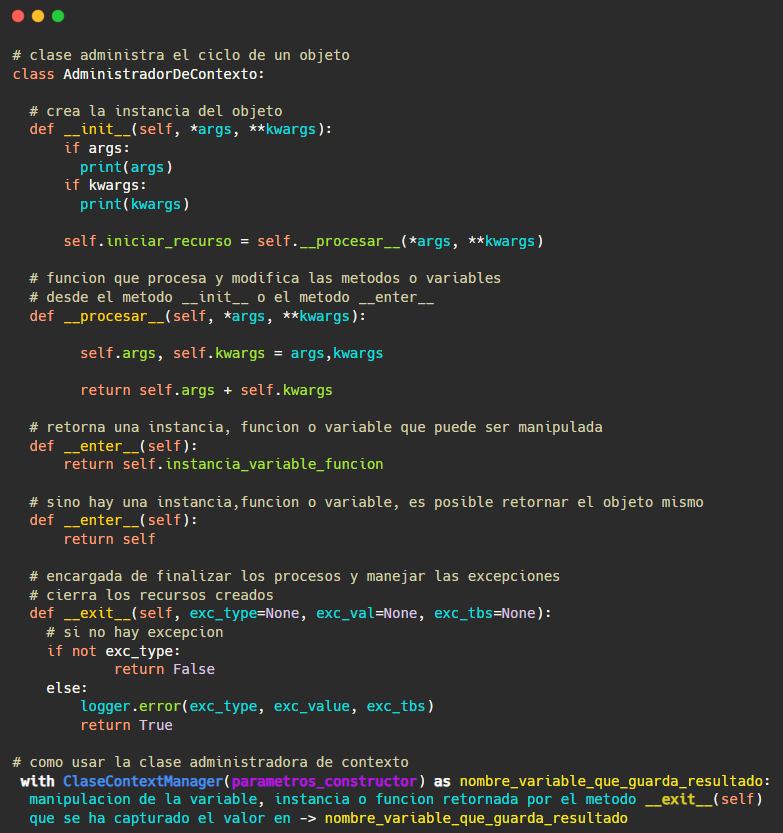 # clase administra el ciclo de un objeto
class AdministradorDeContexto:
# crea la instancia del objeto
def __init__(self, *args, **kwargs):
if args:
print(args)
if kwargs:
print(kwargs)
self.iniciar_recurso = self.__procesar__(*args, **kwargs)
# funcion que procesa y modifica las metodos o variables
# desde el metodo __init__ o el metodo __enter__
def __procesar__(self, *args, **kwargs):
self.args, self.kwargs = args,kwargs
return self.args + self.kwargs
# retorna una instancia, funcion o variable que puede ser manipulada
def __enter__(self):
return self.instancia_variable_funcion
# sino hay una instancia,funcion o variable, es posible retornar el objeto mismo
def __enter__(self):
return self
# encargada de finalizar los procesos y manejar las excepciones
# cierra los recursos creados
def __exit__(self, exc_type=None, exc_val=None, exc_tbs=None):
# si no hay excepcion
if not exc_type:
return False
else:
logger.error(exc_type, exc_value, exc_tbs)
return True
# como usar la clase administradora de contexto
with ClaseContextManager(parametros_constructor) as nombre_variable_que_guarda_resultado:
manipulacion de la variable, instancia o funcion retornada por el metodo __exit__(self)
que se ha capturado el valor en -> nombre_variable_que_guarda_resultado